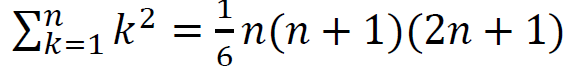 ∑ₖ₌₁ⁿ k² = 1/6 n(n + 1)(2n + 1)